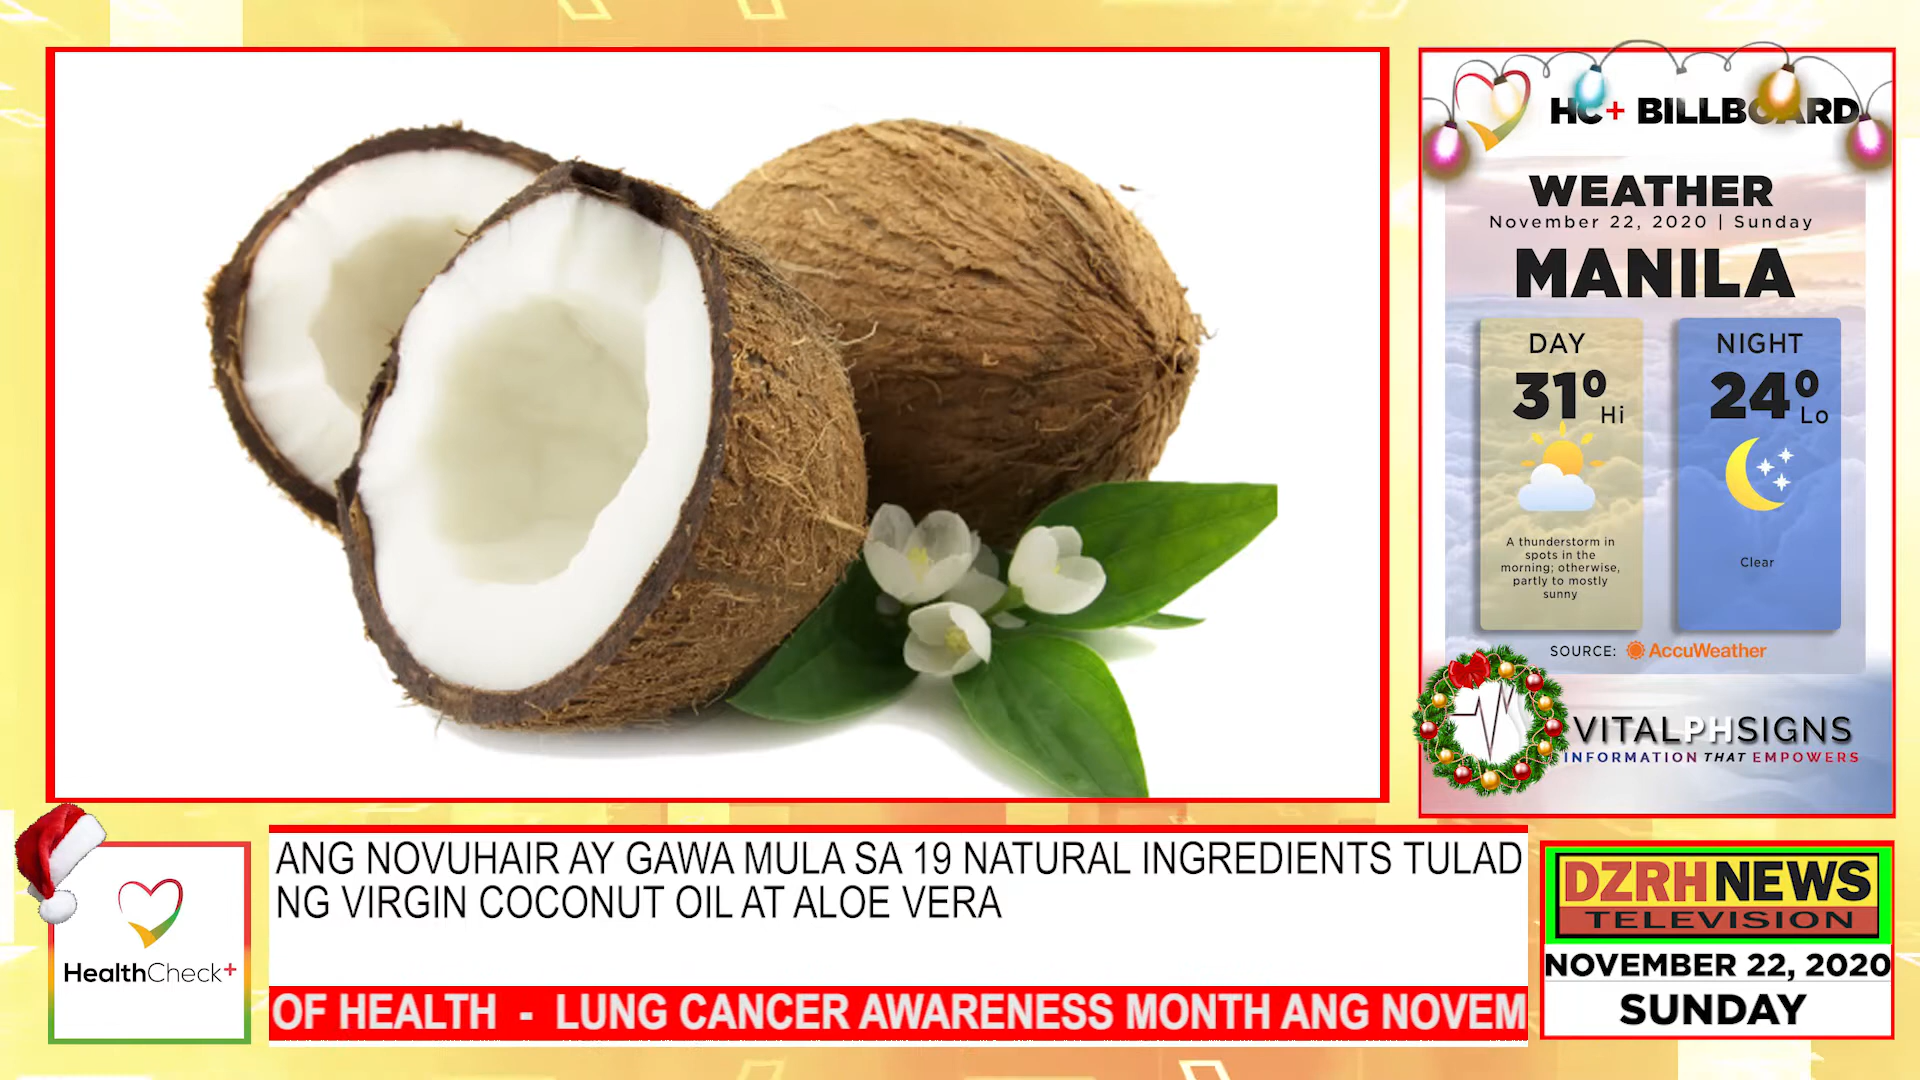 HC+ BILLBOARD
WEATHER
November 22, 2020 | Sunday
MANILA
DAY
31° Hi
A thunderstorm in
spots in the
morning; otherwise,
partly to mostly
sunny
NIGHT
24° Lo
Clear
SOURCE: AccuWeather
VITALPHSIGNS
INFORMATION THAT EMPOWERS
HealthCheck+
ANG NOVUHAIR AY GAWA MULA SA 19 NATURAL INGREDIENTS TULAD
NG VIRGIN COCONUT OIL AT ALOE VERA
OF HEALTH - LUNG CANCER AWARENESS MONTH ANG NOVEM
DZRH NEWS
TELEVISION
NOVEMBER 22, 2020
SUNDAY